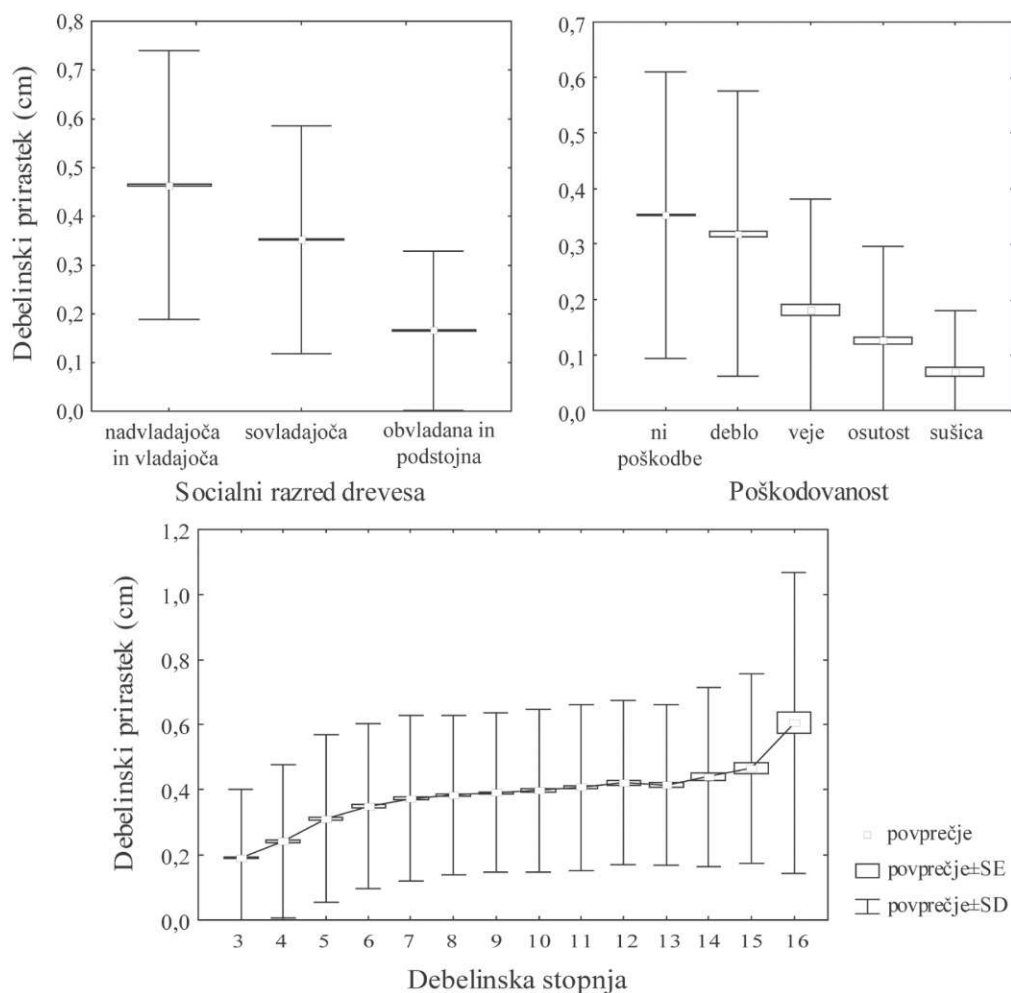 Debelinski prirastek (cm)
0,8
0,7
0,6
0,5
0,4
0,3
0,2
0,1
0,0
nadvladajoča
in vladajoča
sovladajoča
obvladana in
podstojna
Socialni razred drevesa
0,7
0,6
0,5
0,4
0,3
0,2
0,1
0,0
ni
poškodbe
deblo
veje
osutost
sušica
Poškodovanost
Debelinski prirastek (cm)
1,2
1,0
0,8
0,6
0,4
0,2
0,0
3 4 5 6 7 8 9 10 11 12 13 14 15 16
Debelinska stopnja
povprečje
povprečje±SE
povprečje±SD